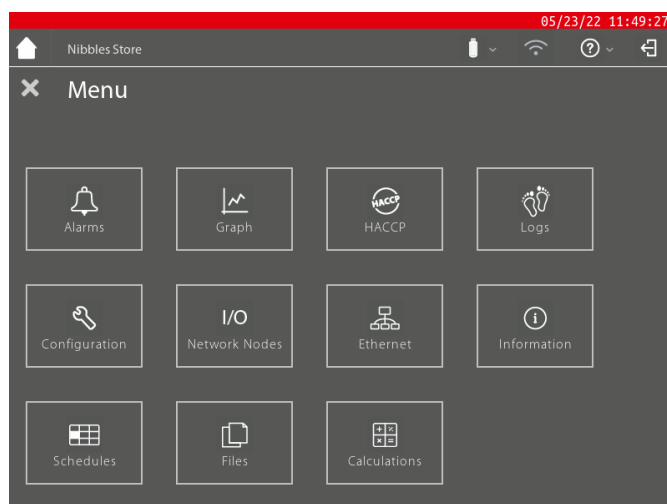 05/23/22 11:49:27
Nibbles Store
Menu
Alarms
Graph
HACCP
HACCP
Logs
Configuration
I/O
Network Nodes
Ethernet
Information
Schedules
Files
Calculations